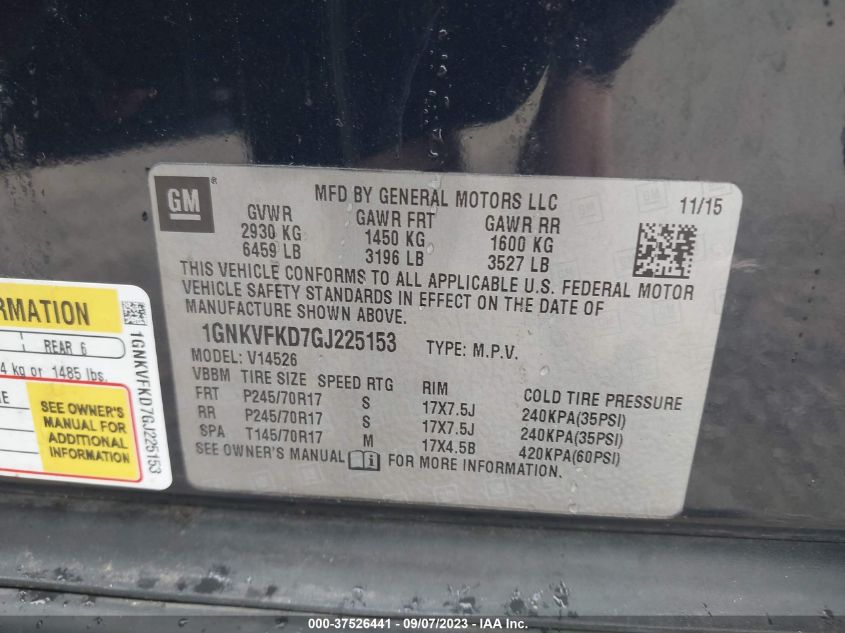 GM
MFD BY GENERAL MOTORS LLC
11/15
GVWR GAWR FRT GAWR RR
2930 KG 1450 KG 1600 KG
6459 LB 3196 LB 3527 LB
THIS VEHICLE CONFORMS TO ALL APPLICABLE U.S. FEDERAL MOTOR
VEHICLE SAFETY STANDARDS IN EFFECT ON THE DATE OF
MANUFACTURE SHOWN ABOVE.
1GNKVFKD7GJ225153 TYPE: M.P.V.
MODEL: V14526
VBBM TIRE SIZE SPEED RTG RIM COLD TIRE PRESSURE
FRT P245/70R17 S 17X7.5J 240KPA(35PSI)
RR P245/70R17 S 17X7.5J 240KPA(35PSI)
SPA T145/70R17 M 17X4.5B 420KPA(60PSI)
SEE OWNER'S MANUAL FOR MORE INFORMATION.
REAR 6
4 kg or 1485 lbs.
SEE OWNER'S
MANUAL FOR
ADDITIONAL
INFORMATION
1GNKVFKD7GJ225153
000-37526441 - 09/07/2023 - IAA Inc.